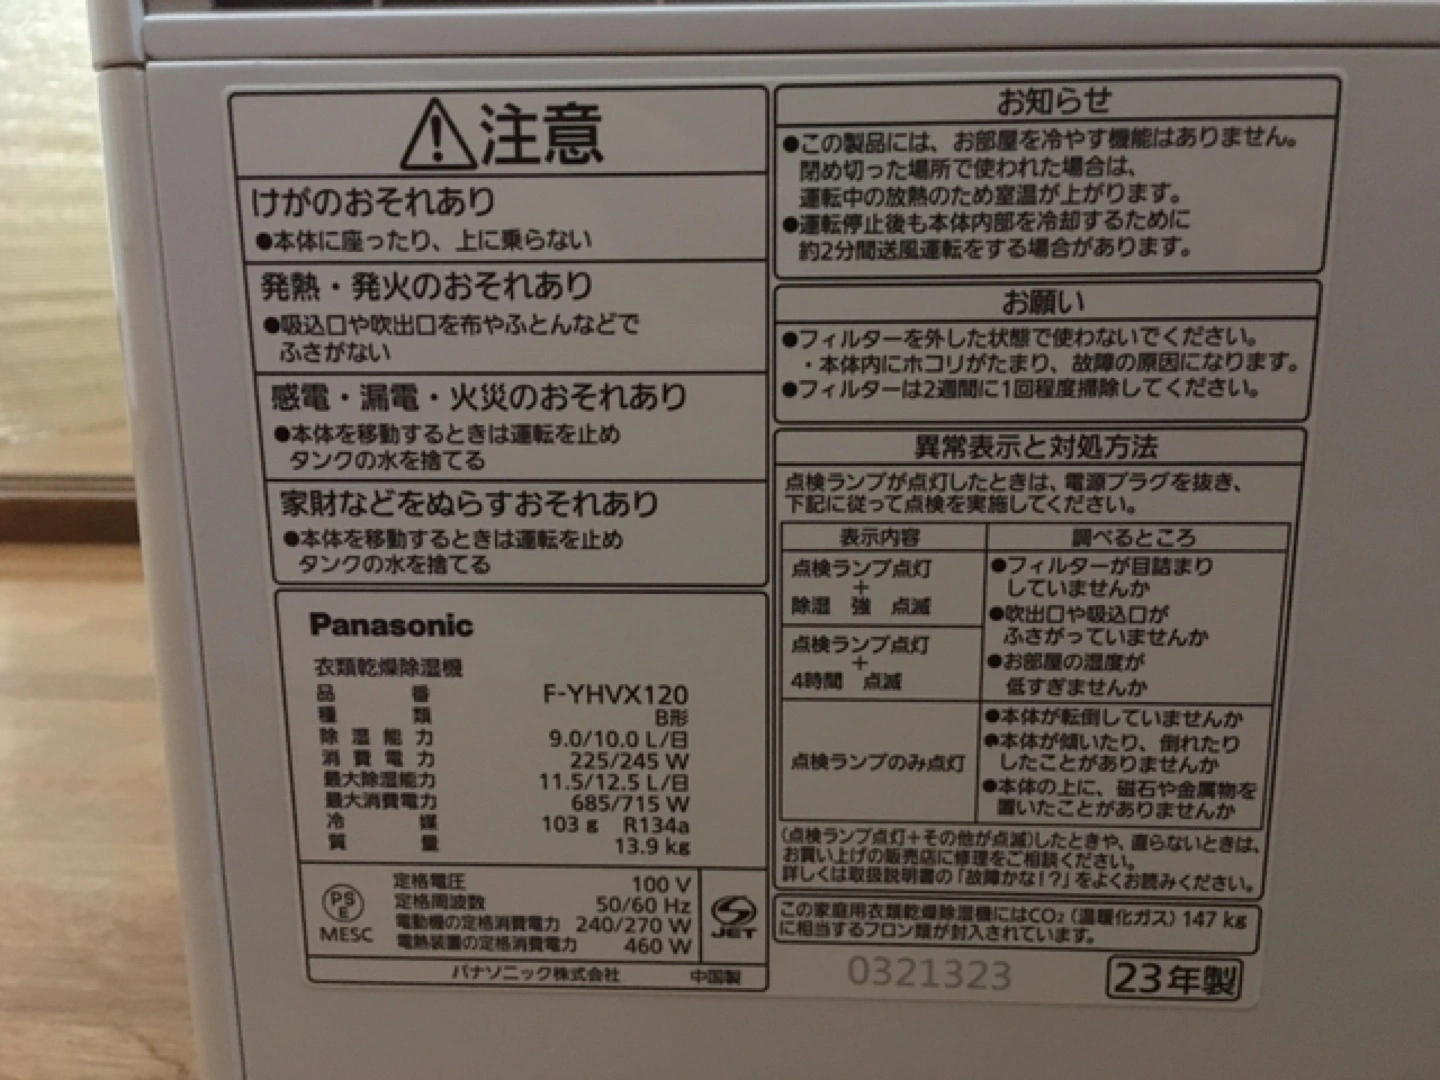 注意
けがのおそれあり
●本体に座ったり、上に乗らない
発熱・発火のおそれあり
●吸込口や吹出口を布やふとんなどで
ふさがない
感電・漏電・火災のおそれあり
●本体を移動するときは運転を止め
タンクの水を捨てる
家財などをぬらすおそれあり
●本体を移動するときは運転を止め
タンクの水を捨てる
Panasonic
衣類乾燥除湿機
品番 F-YHVX120
種類 B形
除湿能力 9.0/10.0 L/日
消費電力 225/245 W
最大除湿能力 11.5/12.5 L/日
最大消費電力 685/715 W
冷媒 103 g R134a
質量 13.9 kg
PS
E
MESC
定格電圧 100 V
定格周波数 50/60 Hz
電動機の定格消費電力 240/270 W
電熱装置の定格消費電力 460 W
JET
パナソニック株式会社 中国製
お知らせ
●この製品には、お部屋を冷やす機能はありません。
閉め切った場所で使われた場合は、
運転中の放熱のため室温が上がります。
●運転停止後も本体内部を冷却するために
約2分間送風運転をする場合があります。
お願い
●フィルターを外した状態で使わないでください。
・本体内にホコリがたまり、故障の原因になります。
●フィルターは2週間に1回程度掃除してください。
異常表示と対処方法
点検ランプが点灯したときは、電源プラグを抜き、
下記に従って点検を実施してください。
表示内容 調べるところ
点検ランプ点灯
+
除湿 強 点滅
点検ランプ点灯
+
4時間 点滅
●フィルターが目詰まり
していませんか
●吹出口や吸込口が
ふさがっていませんか
●お部屋の湿度が
低すぎませんか
点検ランプのみ点灯
●本体が転倒していませんか
●本体が傾いたり、倒れたり
したことがありませんか
●本体の上に、磁石や金属物を
置いたことがありませんか
(点検ランプ点灯+その他が点滅)したときや、直らないときは、
お買い上げの販売店に修理をご相談ください。
詳しくは取扱説明書の「故障かな!?」をよくお読みください。
この家庭用衣類乾燥除湿機にはCO₂(温暖化ガス)147 kg
に相当するフロン類が封入されています。
0321323
23年製